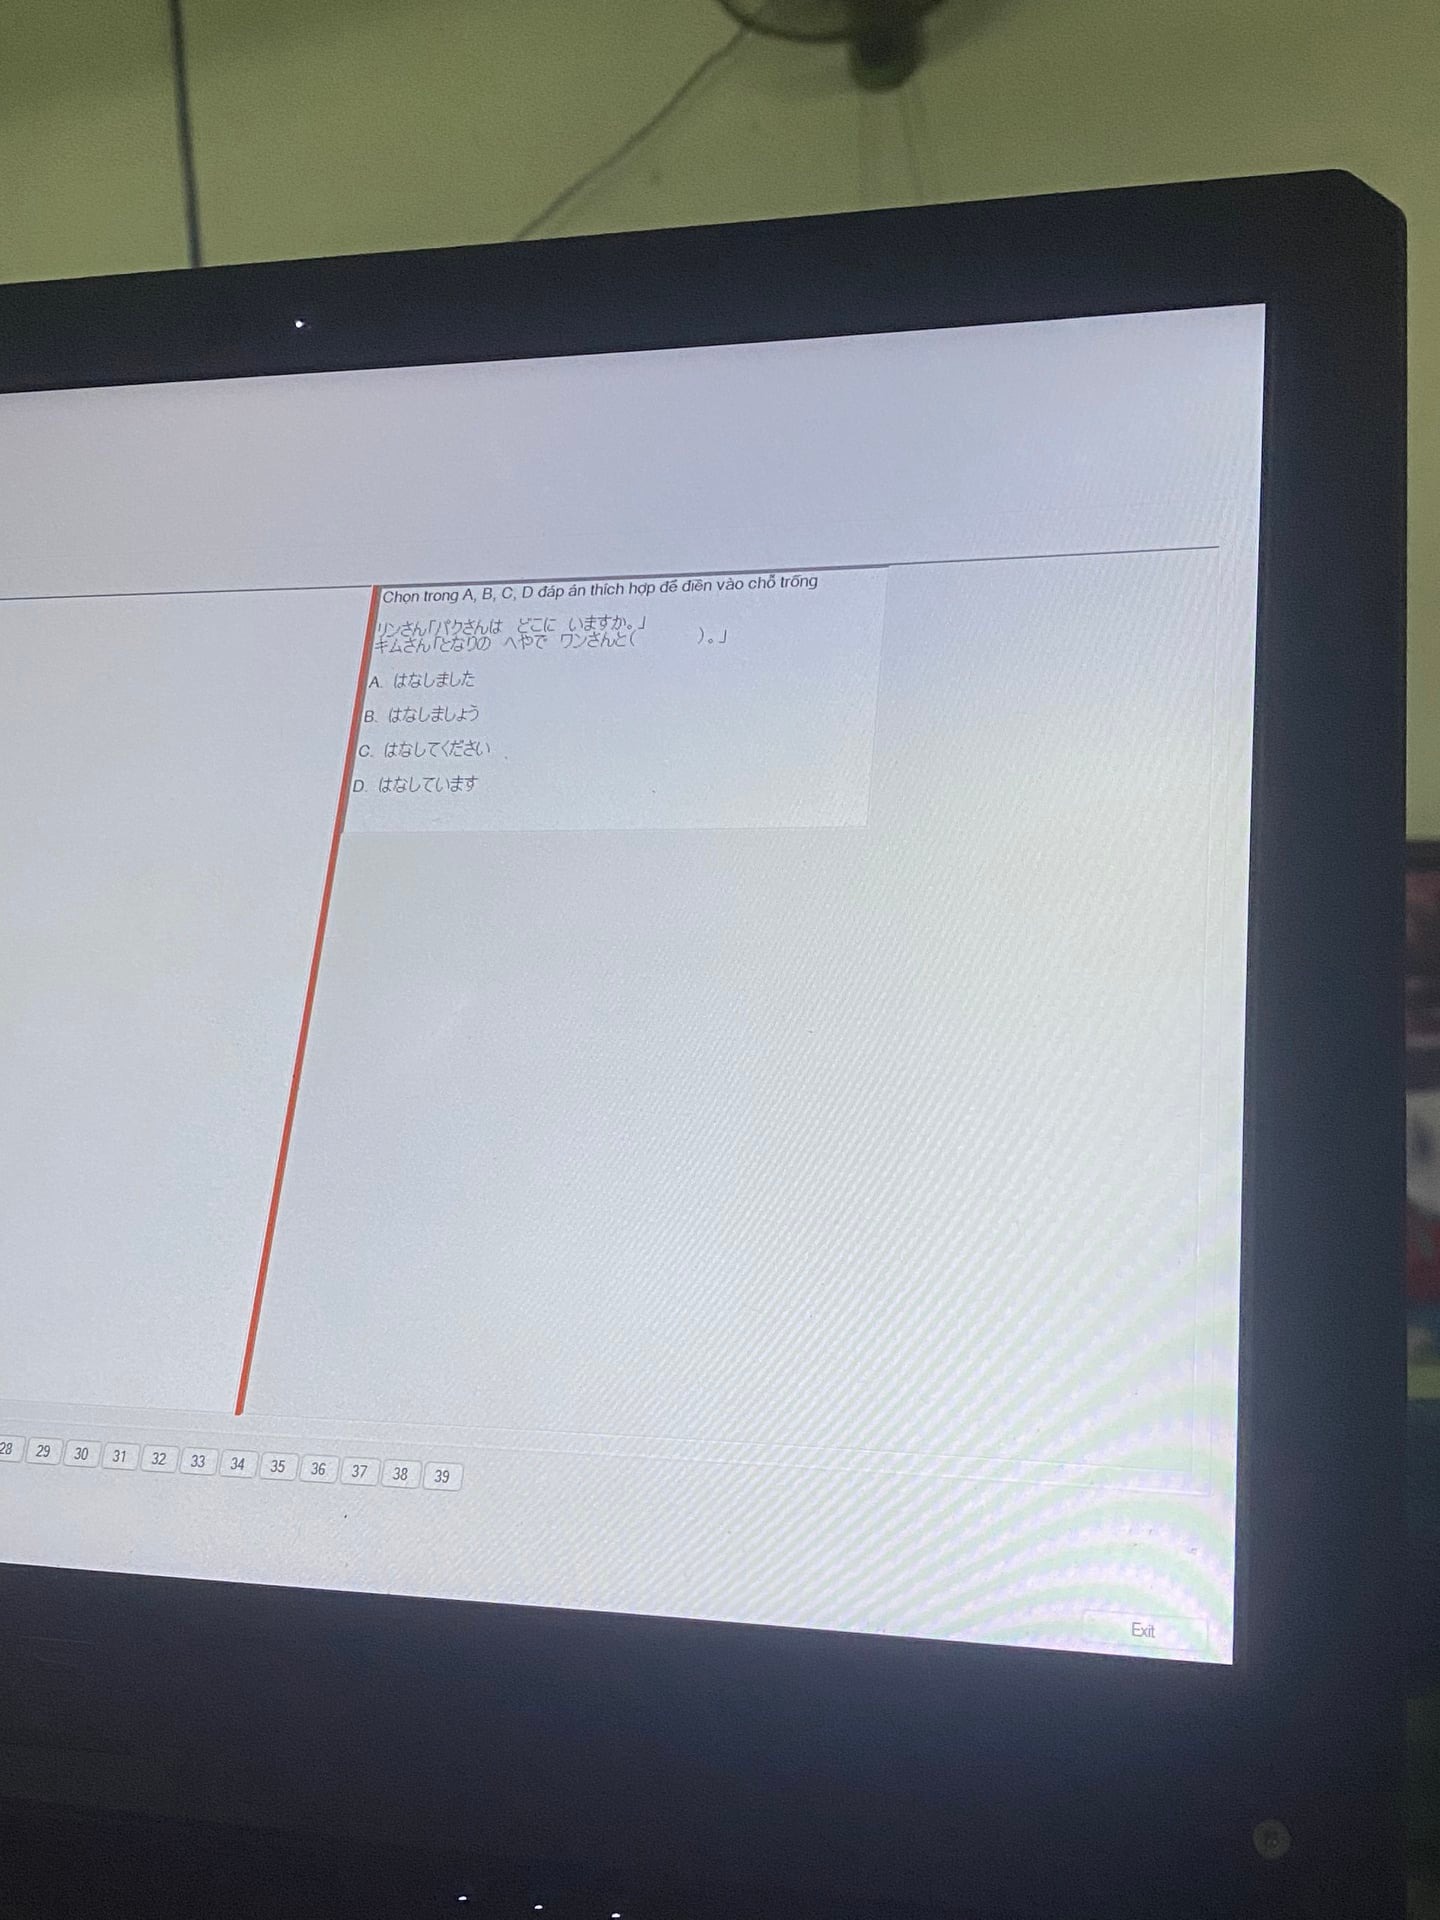 Chọn trong A, B, C, D đáp án thích hợp để điền vào chỗ trống
リンさん「パクさんは　どこに　いますか。」
キムさん「となりの　へやで　ワンさんと(　　　)。」
A. はなしました
B. はなしましょう
C. はなしてください
D. はなしています
28 29 30 31 32 33 34 35 36 37 38 39
Exit